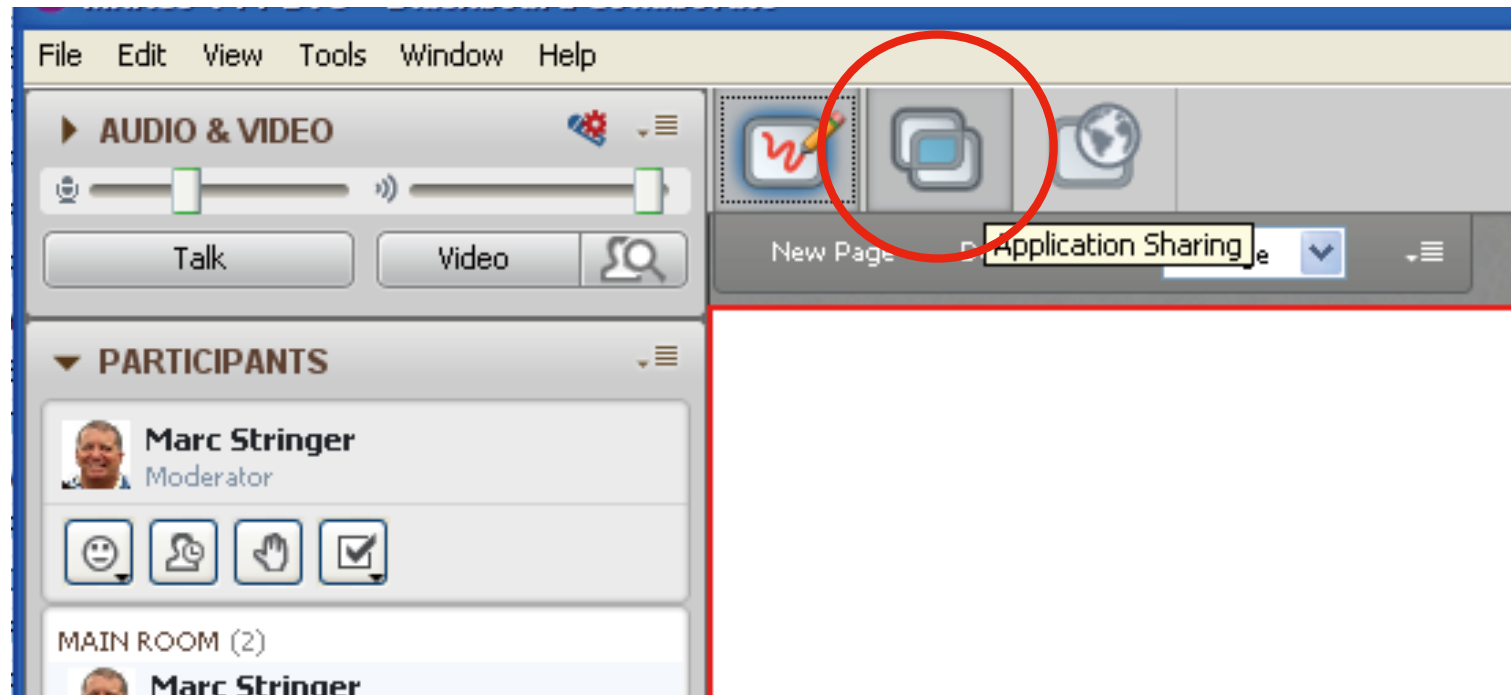 File Edit View Tools Window Help
AUDIO & VIDEO
Talk Video
New Page
Application Sharing
PARTICIPANTS
Marc Stringer
Moderator
MAIN ROOM (2)
Marc Stringer